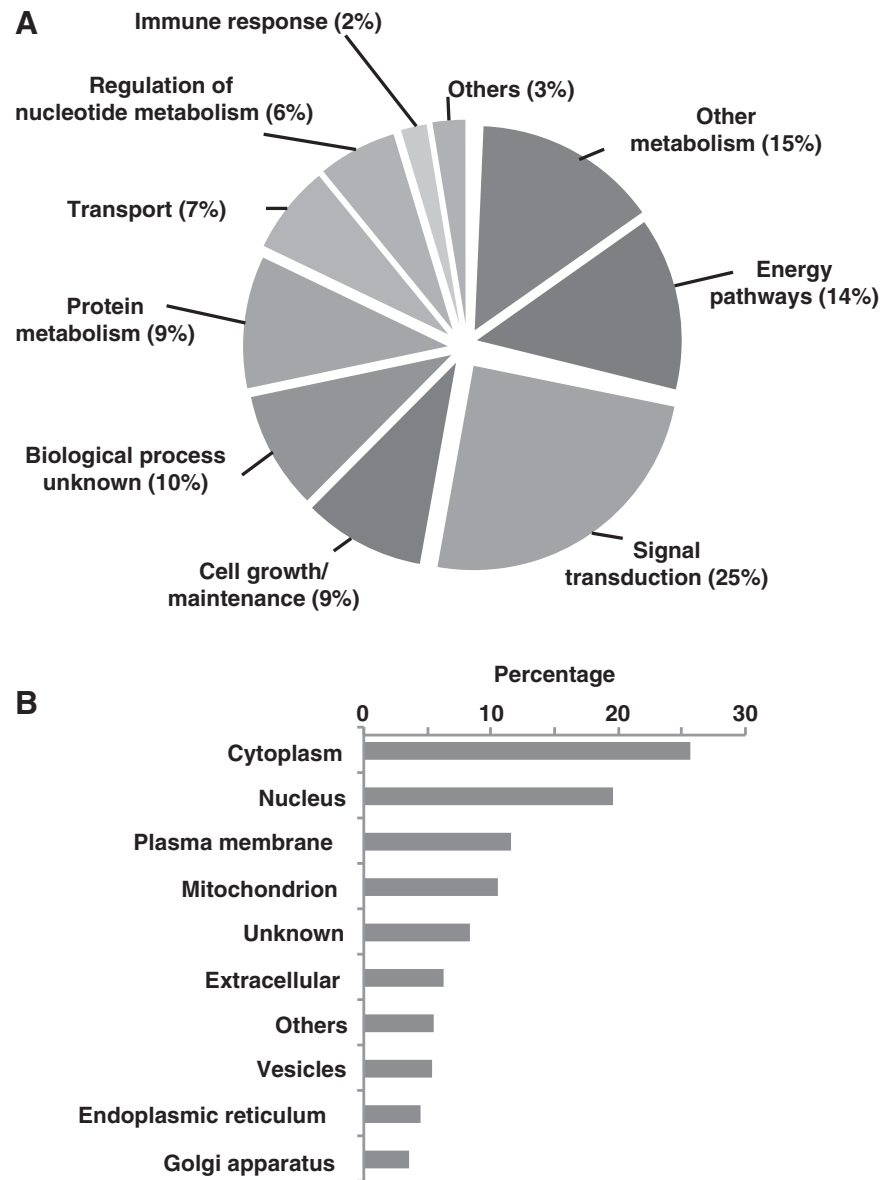 A
Immune response (2%)
Regulation of
nucleotide metabolism (6%)
Others (3%)
Other
metabolism (15%)
Transport (7%)
Energy
pathways (14%)
Protein
metabolism (9%)
Biological process
unknown (10%)
Signal
transduction (25%)
Cell growth/
maintenance (9%)
B
Percentage
0 10 20 30
Cytoplasm
Nucleus
Plasma membrane
Mitochondrion
Unknown
Extracellular
Others
Vesicles
Endoplasmic reticulum
Golgi apparatus